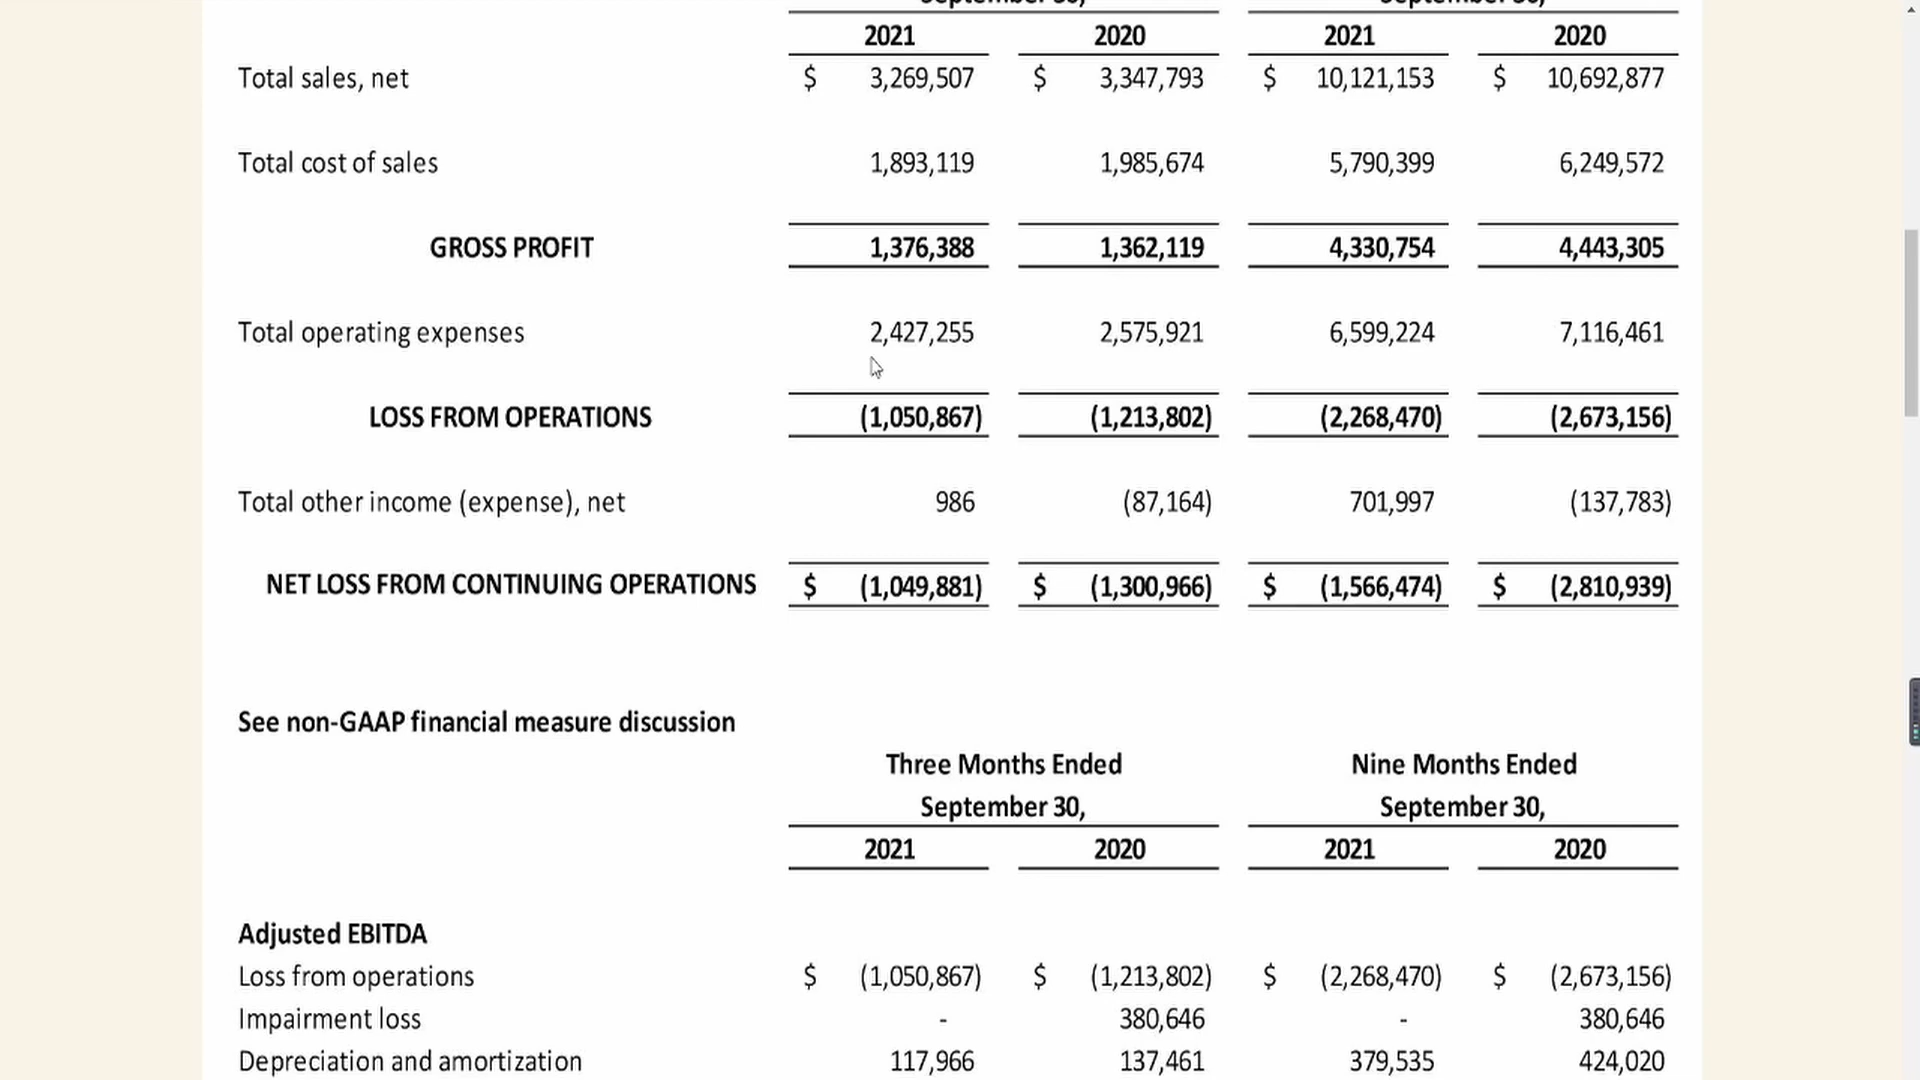 September 30, September 30,
2021 2020 2021 2020
Total sales, net $ 3,269,507 $ 3,347,793 $ 10,121,153 $ 10,692,877
Total cost of sales 1,893,119 1,985,674 5,790,399 6,249,572
GROSS PROFIT 1,376,388 1,362,119 4,330,754 4,443,305
Total operating expenses 2,427,255 2,575,921 6,599,224 7,116,461
LOSS FROM OPERATIONS (1,050,867) (1,213,802) (2,268,470) (2,673,156)
Total other income (expense), net 986 (87,164) 701,997 (137,783)
NET LOSS FROM CONTINUING OPERATIONS $ (1,049,881) $ (1,300,966) $ (1,566,474) $ (2,810,939)
See non-GAAP financial measure discussion
Three Months Ended Nine Months Ended
September 30, September 30,
2021 2020 2021 2020
Adjusted EBITDA
Loss from operations $ (1,050,867) $ (1,213,802) $ (2,268,470) $ (2,673,156)
Impairment loss - 380,646 - 380,646
Depreciation and amortization 117,966 137,461 379,535 424,020